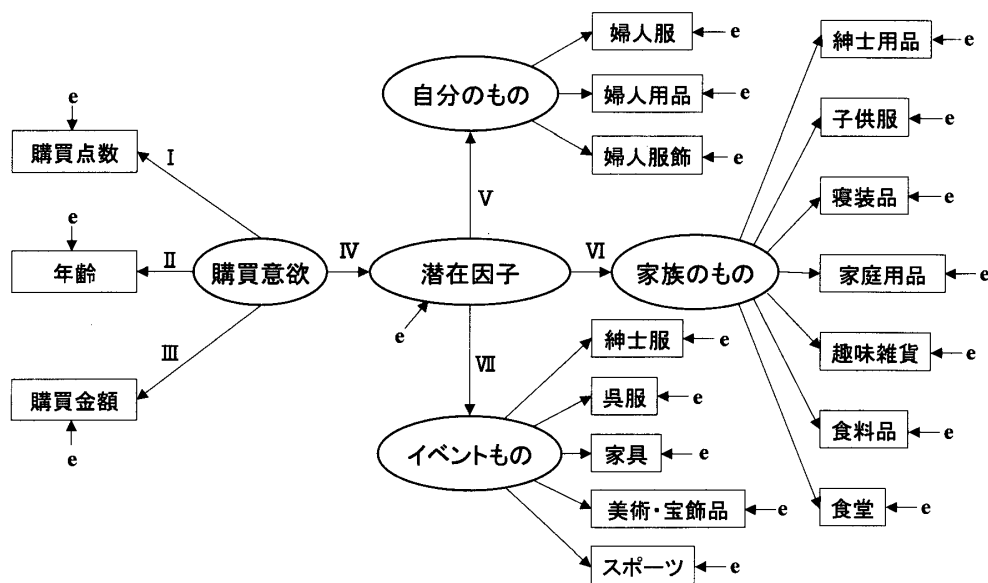 婦人服
e
自分のもの
婦人用品
e
婦人服飾
e
紳士用品
e
子供服
e
寝装品
e
家庭用品
e
趣味雑貨
e
食料品
e
食堂
e
e
購買点数
I
e
年齢
II
購買意欲
IV
潜在因子
e
V
VI
家族のもの
III
購買金額
e
VII
イベントもの
紳士服
e
呉服
e
家具
e
美術・宝飾品
e
スポーツ
e